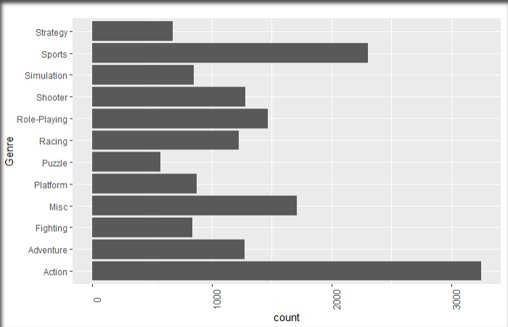 Genre
Strategy
Sports
Simulation
Shooter
Role-Playing
Racing
Puzzle
Platform
Misc
Fighting
Adventure
Action
0
1000
2000
3000
count